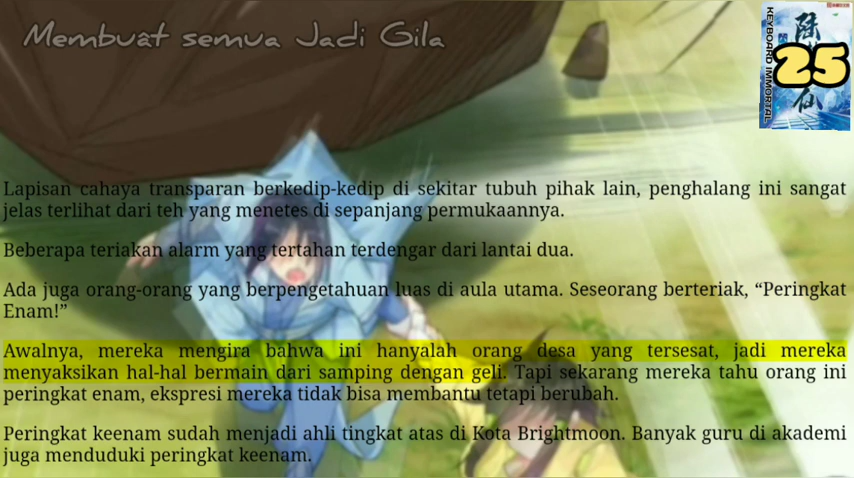 Membuat semua Jadi Gila
KEYBOARD IMMORTAL
25
Lapisan cahaya transparan berkedip-kedip di sekitar tubuh pihak lain, penghalang ini sangat
jelas terlihat dari teh yang menetes di sepanjang permukaannya.
Beberapa teriakan alarm yang tertahan terdengar dari lantai dua.
Ada juga orang-orang yang berpengetahuan luas di aula utama. Seseorang berteriak, “Peringkat
Enam!”
Awalnya, mereka mengira bahwa ini hanyalah orang desa yang tersesat, jadi mereka
menyaksikan hal-hal bermain dari samping dengan geli. Tapi sekarang mereka tahu orang ini
peringkat enam, ekspresi mereka tidak bisa membantu tetapi berubah.
Peringkat keenam sudah menjadi ahli tingkat atas di Kota Brightmoon. Banyak guru di akademi
juga menduduki peringkat keenam.